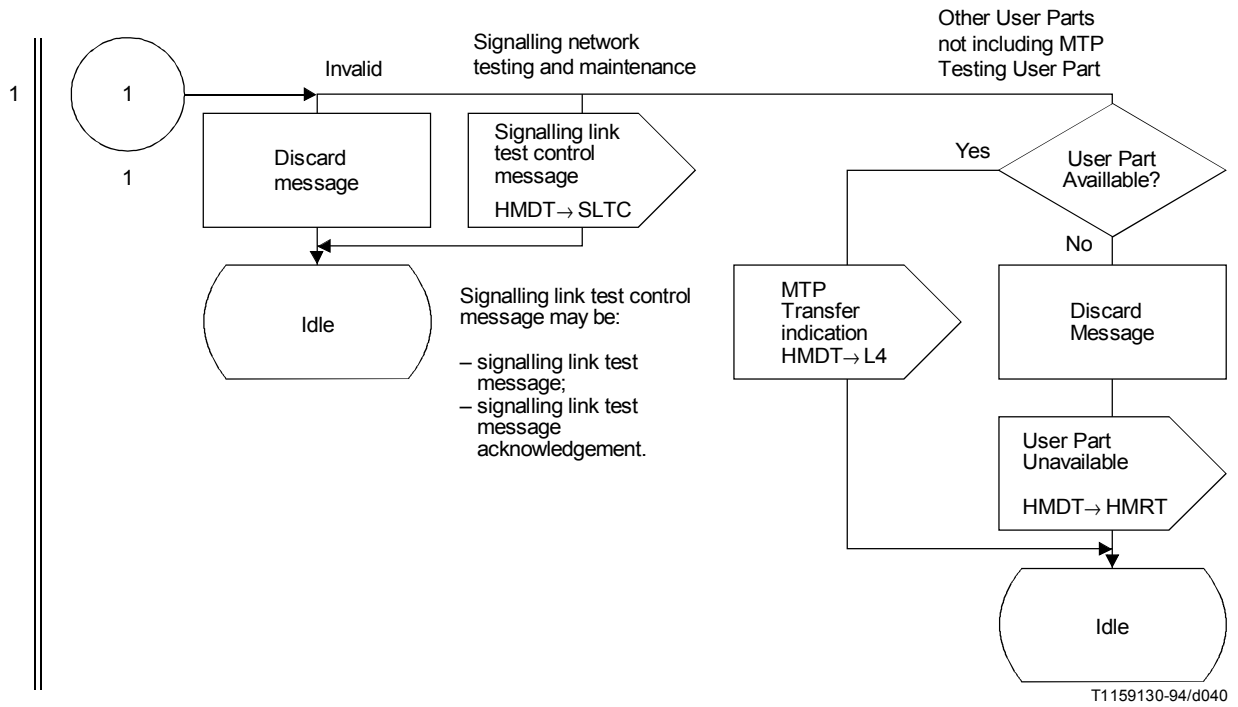 Other User Parts
not including MTP
Testing User Part
Signalling network
testing and maintenance
Invalid
1
1
1
Discard
message
Signalling link
test control
message
HMDT→SLTC
Yes
User Part
Availlable?
No
Idle
Signalling link test control
message may be:
– signalling link test
message;
– signalling link test
message
acknowledgement.
MTP
Transfer
indication
HMDT→L4
Discard
Message
User Part
Unavailable
HMDT→HMRT
Idle
T1159130-94/d040